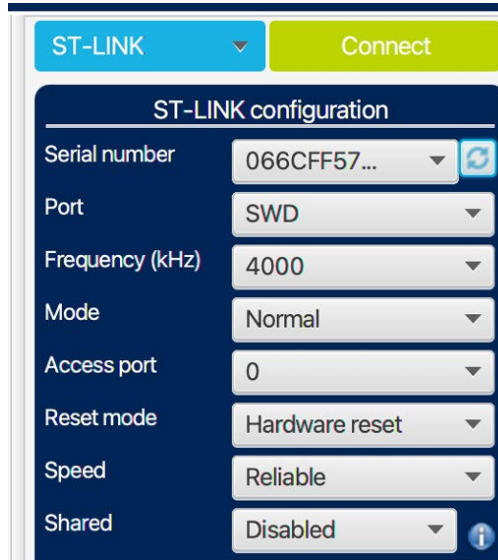 ST-LINK Connect
ST-LINK configuration
Serial number 066CFF57...
Port SWD
Frequency (kHz) 4000
Mode Normal
Access port 0
Reset mode Hardware reset
Speed Reliable
Shared Disabled